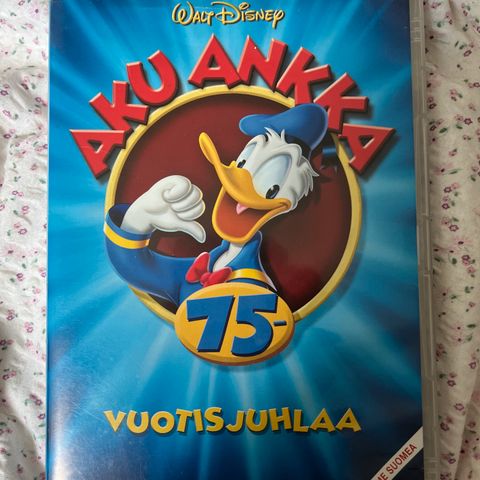 WALT DISNEY
AKU ANKKA
75-
VUOTISJUHLAA
SUOMEA